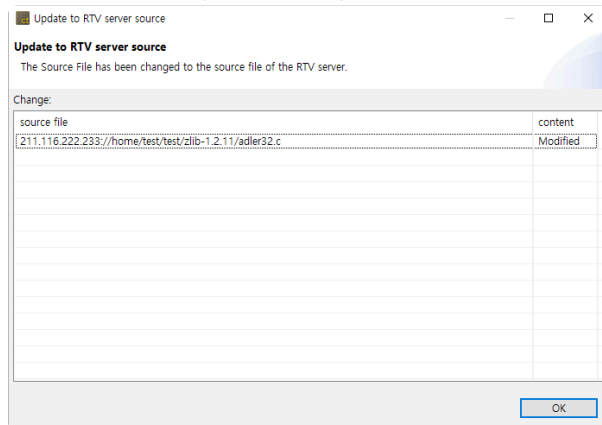 ct Update to RTV server source
Update to RTV server source
The Source File has been changed to the source file of the RTV server.
Change:
source file content
211.116.222.233://home/test/test/zlib-1.2.11/adler32.c Modified
OK